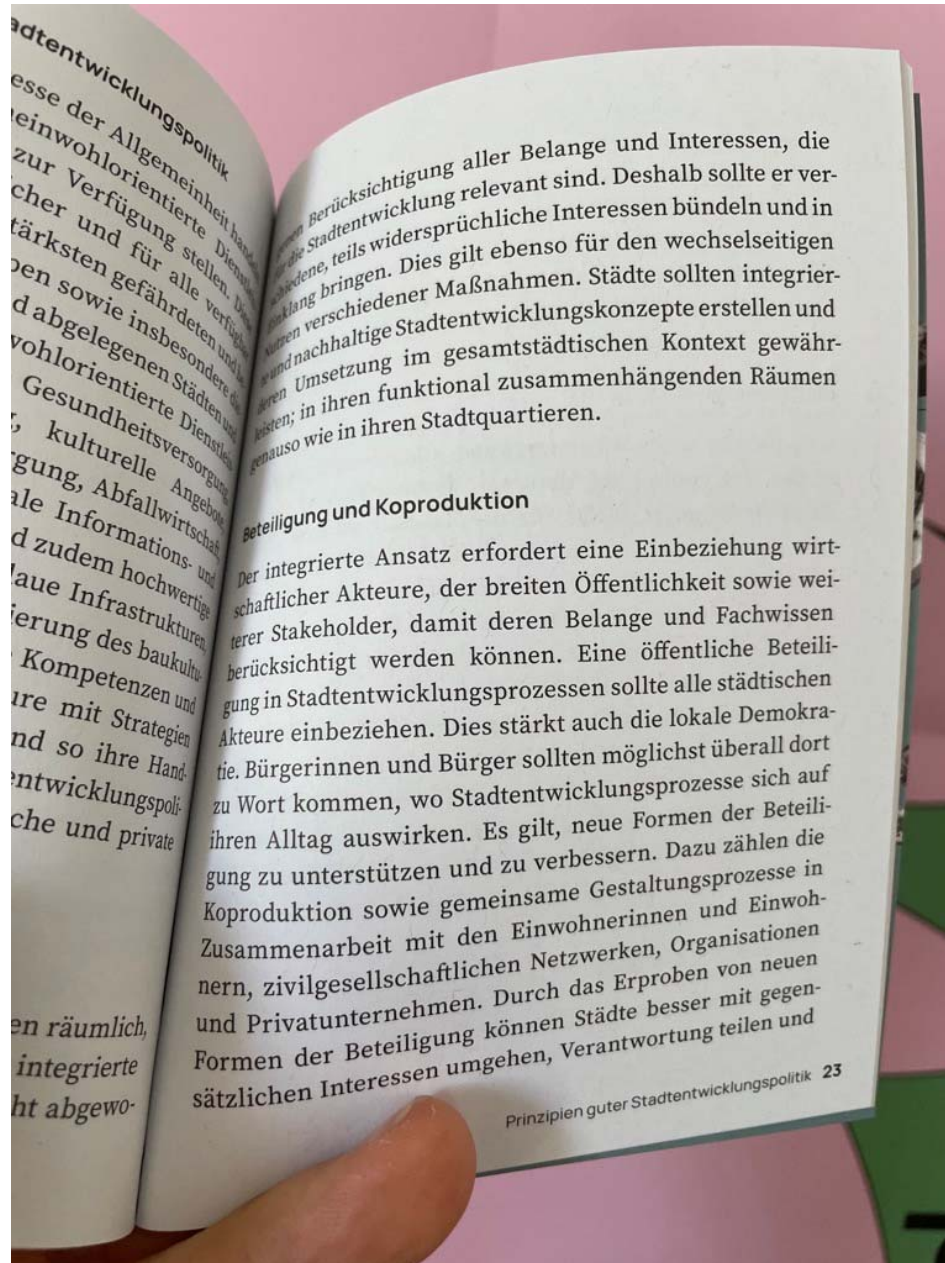 adtentwicklungspolitik
esse der Allgemeinheit
einwohlorientierte
zur Verfügung stellen.
cher und für alle
tärksten gefährdeten und
pen sowie insbesondere
d abgelegenen Städten und
wohlorientierte
Gesundheitsversorgung,
, kulturelle Angebote,
gung, Abfallwirtschaft,
ale Informations- und
d zudem hochwertige
laue Infrastrukturen,
ierung des baukultu-
Kompetenzen und
ure mit Strategien
nd so ihre Hand-
entwicklungspoli-
che und private
en räumlich,
integrierte
ht abgewo-
Berücksichtigung aller Belange und Interessen, die
für die Stadtentwicklung relevant sind. Deshalb sollte er ver-
schiedene, teils widersprüchliche Interessen bündeln und in
Einklang bringen. Dies gilt ebenso für den wechselseitigen
Nutzen verschiedener Maßnahmen. Städte sollten integrier-
te und nachhaltige Stadtentwicklungskonzepte erstellen und
deren Umsetzung im gesamtstädtischen Kontext gewähr-
leisten; in ihren funktional zusammenhängenden Räumen
genauso wie in ihren Stadtquartieren.
Beteiligung und Koproduktion
Der integrierte Ansatz erfordert eine Einbeziehung wirt-
schaftlicher Akteure, der breiten Öffentlichkeit sowie wei-
terer Stakeholder, damit deren Belange und Fachwissen
berücksichtigt werden können. Eine öffentliche Beteili-
gung in Stadtentwicklungsprozessen sollte alle städtischen
Akteure einbeziehen. Dies stärkt auch die lokale Demokra-
tie. Bürgerinnen und Bürger sollten möglichst überall dort
zu Wort kommen, wo Stadtentwicklungsprozesse sich auf
ihren Alltag auswirken. Es gilt, neue Formen der Beteili-
gung zu unterstützen und zu verbessern. Dazu zählen die
Koproduktion sowie gemeinsame Gestaltungsprozesse in
Zusammenarbeit mit den Einwohnerinnen und Einwoh-
nern, zivilgesellschaftlichen Netzwerken, Organisationen
und Privatunternehmen. Durch das Erproben von neuen
Formen der Beteiligung können Städte besser mit gegen-
sätzlichen Interessen umgehen, Verantwortung teilen und
Prinzipien guter Stadtentwicklungspolitik 23